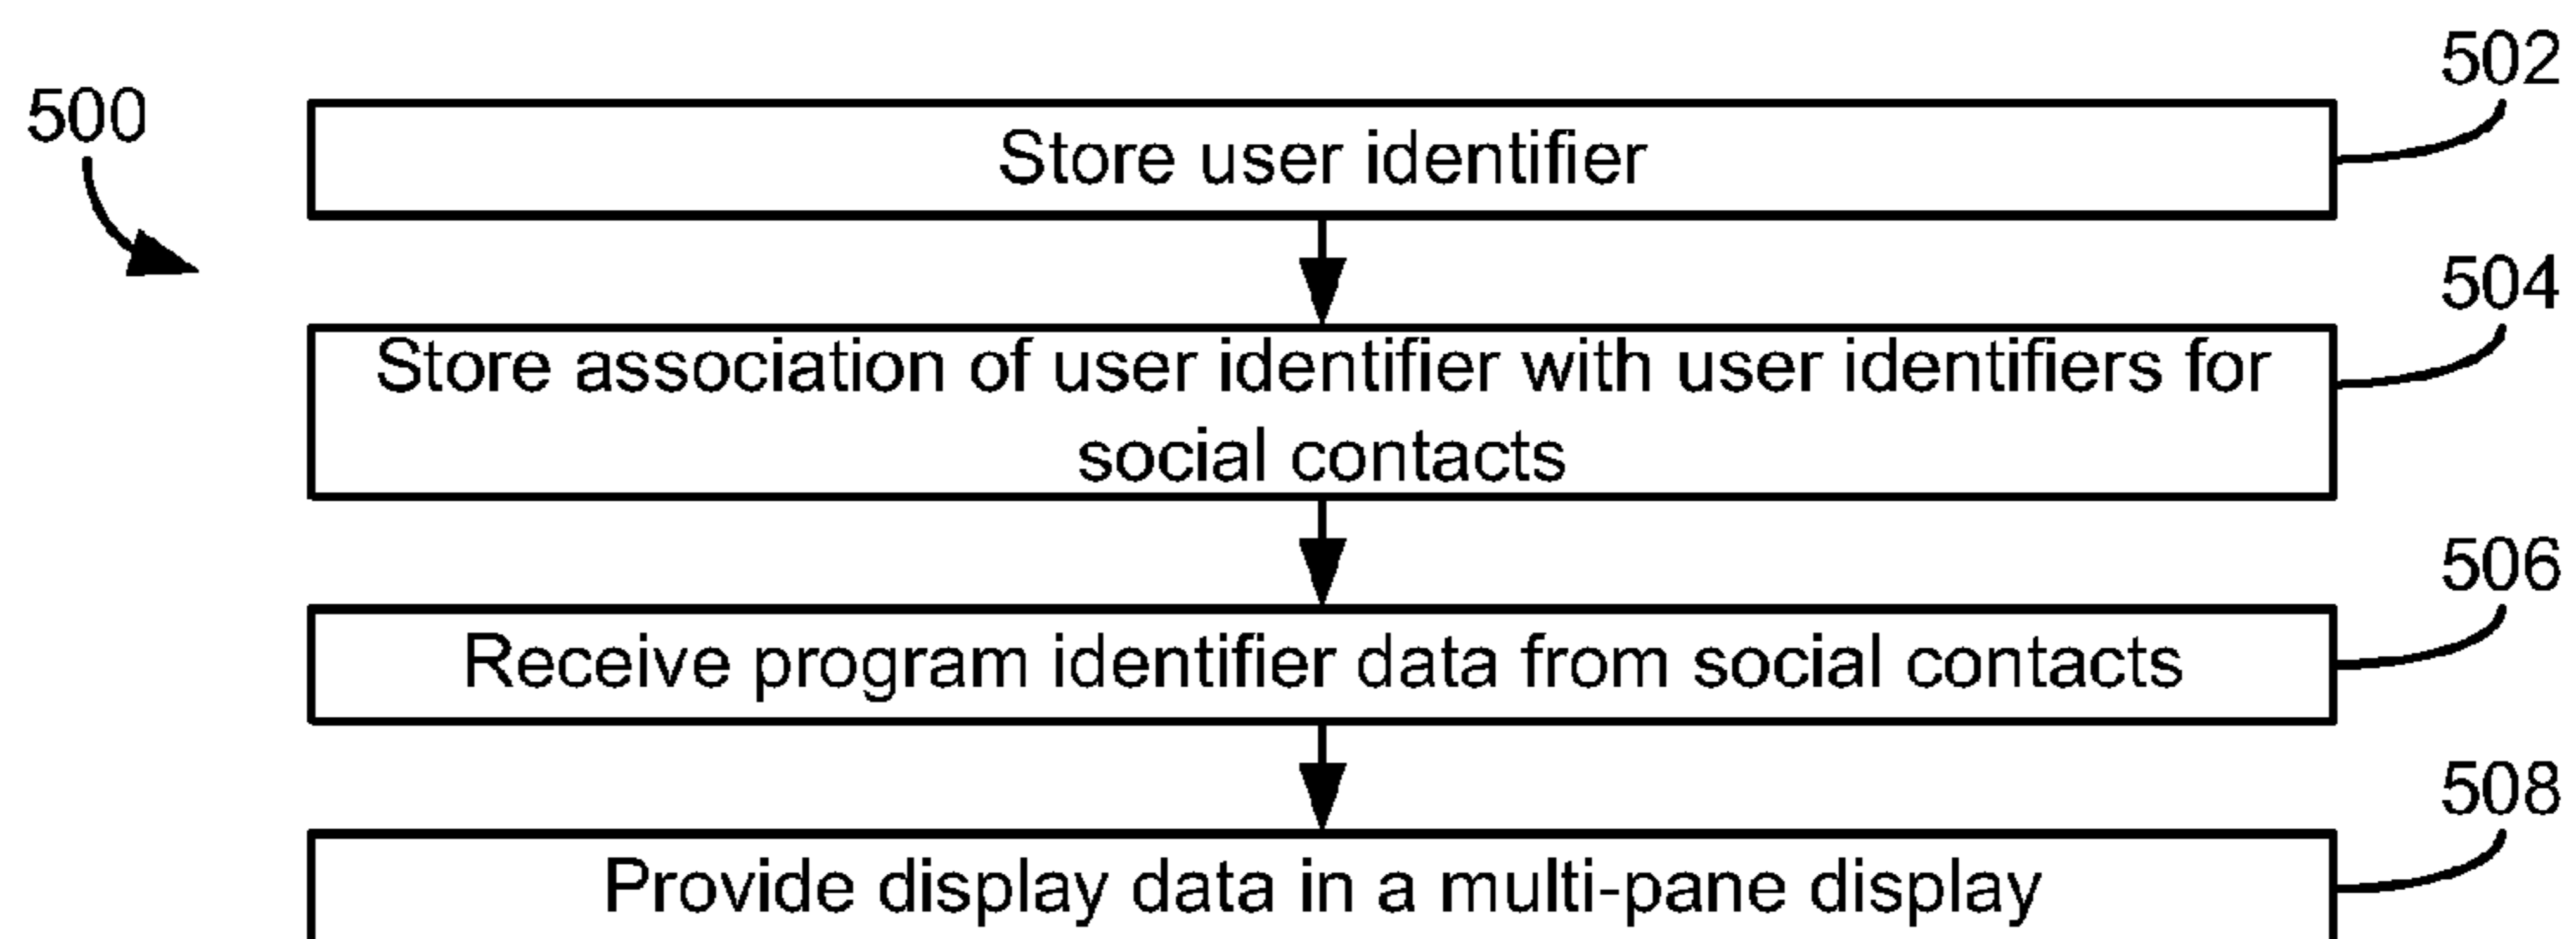 502
500
Store user identifier
504
Store association of user identifier with user identifiers for
social contacts
506
Receive program identifier data from social contacts
508
Provide display data in a multi-pane display